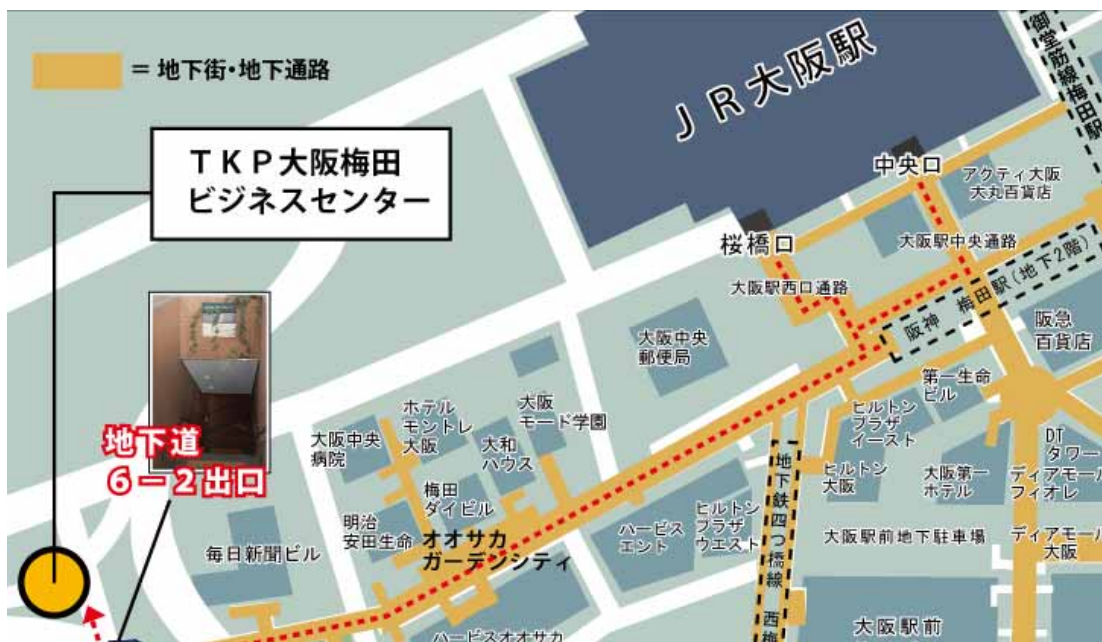 = 地下街・地下通路
TKP大阪梅田
ビジネスセンター
JR大阪駅
御堂筋線梅田駅
中央口
アクティ大阪
大丸百貨店
桜橋口
大阪駅中央通路
大阪駅西口通路
阪神 梅田駅(地下2階)
阪急
百貨店
大阪中央
郵便局
第一生命
ビル
ヒルトン
プラザ
イースト
大阪
モード学園
ホテル
モントレ
大阪
大和
ハウス
大阪中央
病院
地下道
6-2出口
梅田
ダイビル
明治
安田生命
毎日新聞ビル
オオサカ
ガーデンシティ
ハービス
エント
ヒルトン
プラザ
ウエスト
地下鉄四つ橋線 西梅
ヒルトン
大阪
大阪第一
ホテル
DT
タワー
ディアモール
フィオレ
大阪駅前地下駐車場
ディアモール
大阪
ハービスオオサカ
大阪駅前